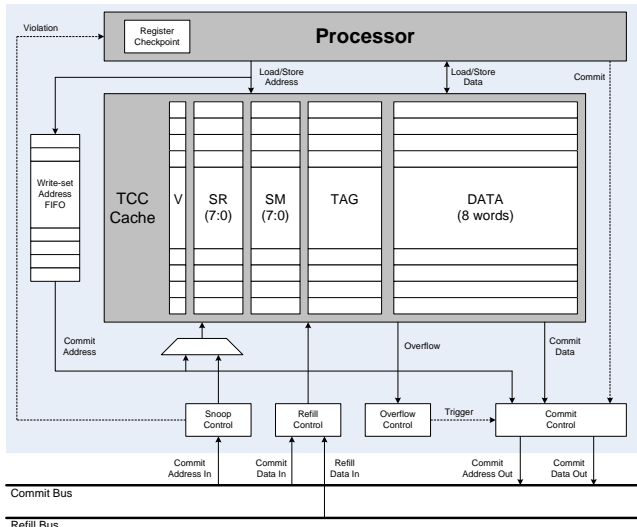 Violation
Register
Checkpoint
Processor
Load/Store
Address
Load/Store
Data
Commit
Write-set
Address
FIFO
TCC
Cache
V
SR
(7:0)
SM
(7:0)
TAG
DATA
(8 words)
Commit
Address
Overflow
Commit
Data
Snoop
Control
Refill
Control
Overflow
Control
Trigger
Commit
Control
Commit
Address In
Commit
Data In
Refill
Data In
Commit
Address Out
Commit
Data Out
Commit Bus
Refill Bus